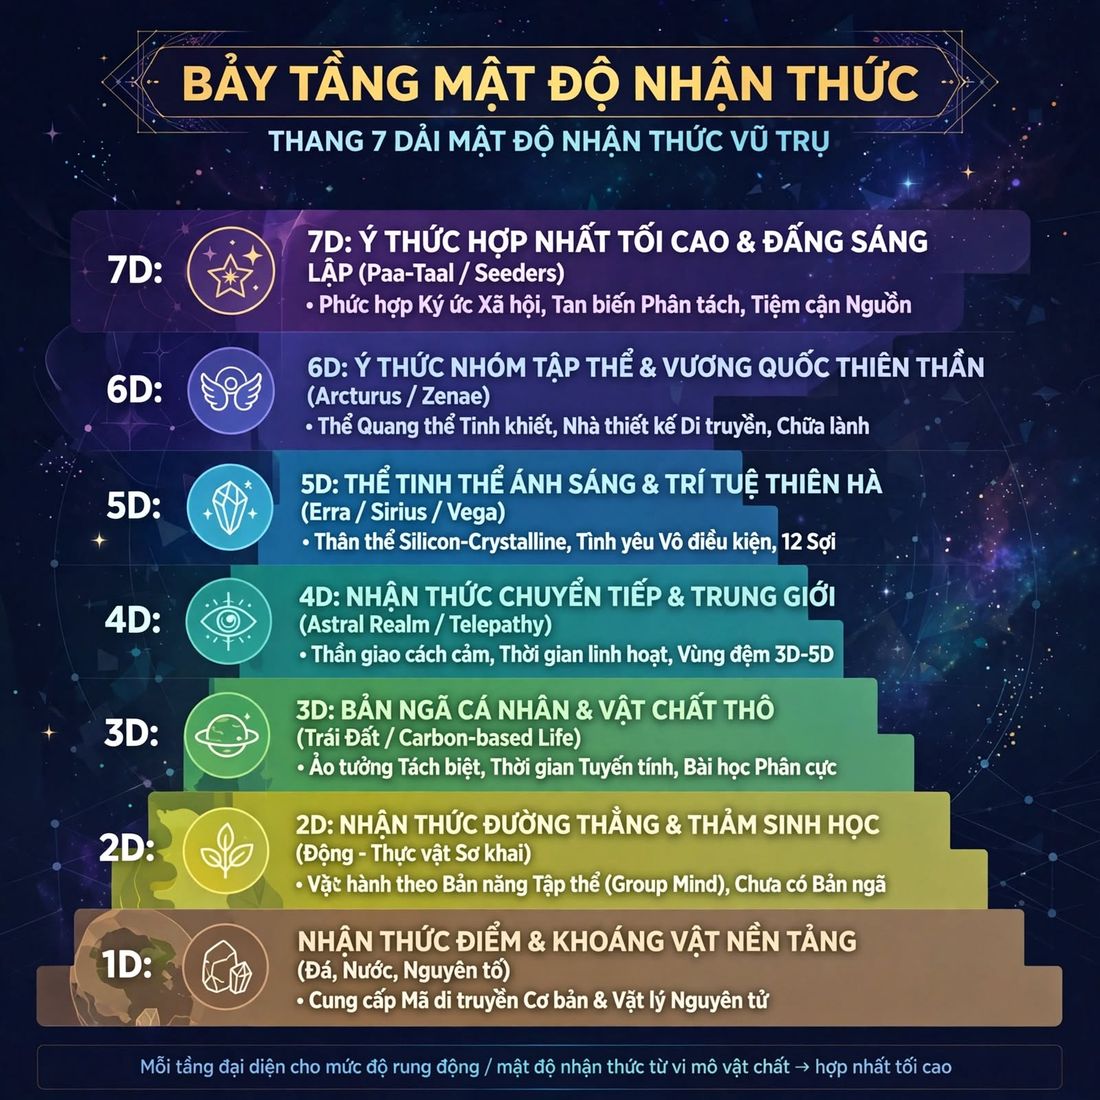 BẢY TẦNG MẬT ĐỘ NHẬN THỨC
THANG 7 DẢI MẬT ĐỘ NHẬN THỨC VŨ TRỤ
7D:
7D: Ý THỨC HỢP NHẤT TỐI CAO & ĐẤNG SÁNG
LẬP (Paa-Taal / Seeders)
• Phức hợp Ký ức Xã hội, Tan biến Phân tách, Tiệm cận Nguồn
6D:
6D: Ý THỨC NHÓM TẬP THỂ & VƯƠNG QUỐC THIÊN THẦN
(Arcturus / Zenae)
• Thể Quang thể Tinh khiết, Nhà thiết kế Di truyền, Chữa lành
5D:
5D: THỂ TINH THỂ ÁNH SÁNG & TRÍ TUỆ THIÊN HÀ
(Erra / Sirius / Vega)
• Thân thể Silicon-Crystalline, Tình yêu Vô điều kiện, 12 Sợi
4D:
4D: NHẬN THỨC CHUYỂN TIẾP & TRUNG GIỚI
(Astral Realm / Telepathy)
• Thần giao cách cảm, Thời gian linh hoạt, Vùng đệm 3D-5D
3D:
3D: BẢN NGÃ CÁ NHÂN & VẬT CHẤT THÔ
(Trái Đất / Carbon-based Life)
• Ảo tưởng Tách biệt, Thời gian Tuyến tính, Bài học Phân cực
2D:
2D: NHẬN THỨC ĐƯỜNG THẲNG & THẢM SINH HỌC
(Động - Thực vật Sơ khai)
• hành theo Bản năng Tập thể (Group Mind), Chưa có Bản ngã
1D:
NHẬN THỨC ĐIỂM & KHOÁNG VẬT NỀN TẢNG
(Đá, Nước, Nguyên tố)
• Cung cấp Mã di truyền Cơ bản & Vật lý Nguyên tử
Mỗi tầng đại diện cho mức độ rung động / mật độ nhận thức từ vi mô vật chất → hợp nhất tối cao